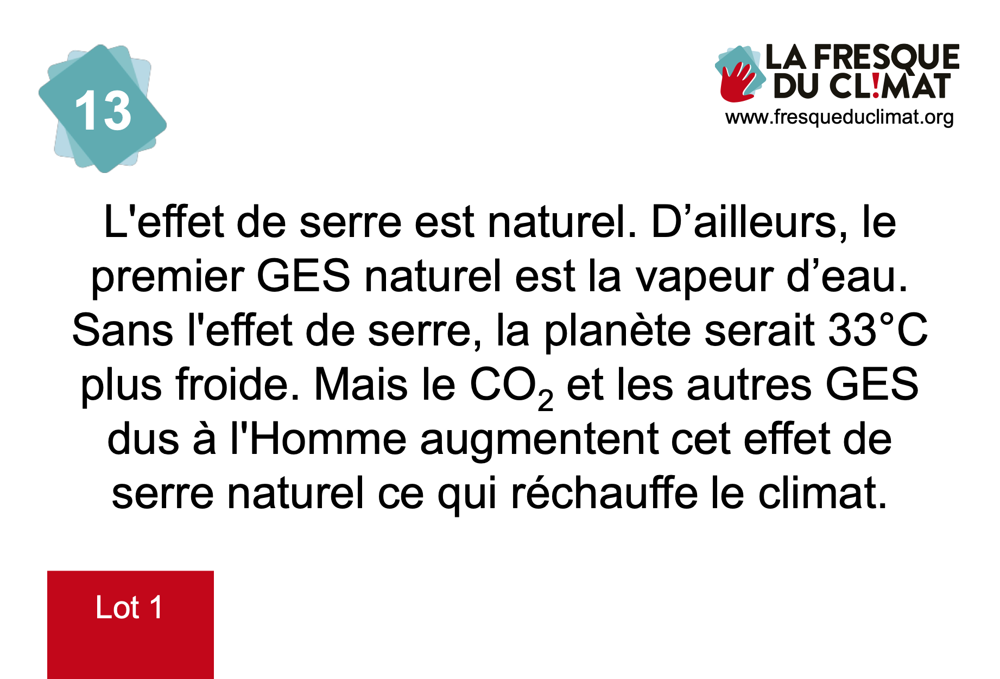 13
LA FRESQUE
DU CL!MAT
www.fresqueduclimat.org
L'effet de serre est naturel. D’ailleurs, le
premier GES naturel est la vapeur d’eau.
Sans l'effet de serre, la planète serait 33°C
plus froide. Mais le CO₂ et les autres GES
dus à l'Homme augmentent cet effet de
serre naturel ce qui réchauffe le climat.
Lot 1